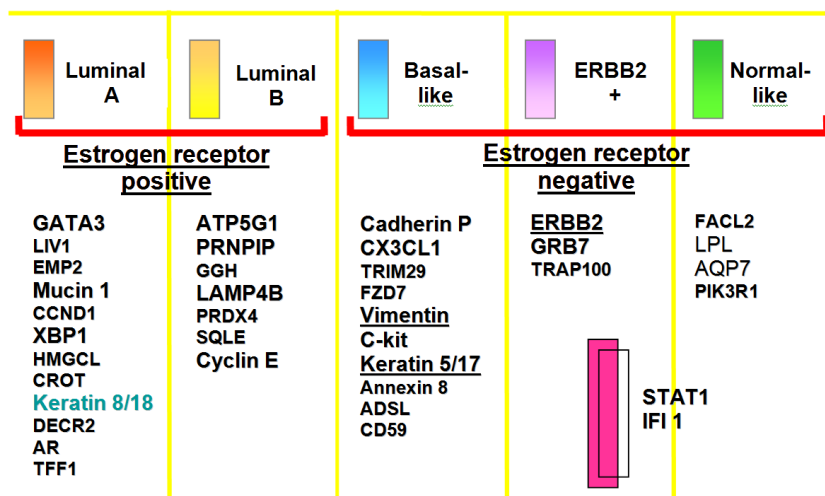 Luminal
A
Luminal
B
Basal-
like
ERBB2
+
Normal-
like
Estrogen receptor
positive
Estrogen receptor
negative
GATA3
LIV1
EMP2
Mucin 1
CCND1
XBP1
HMGCL
CROT
Keratin 8/18
DECR2
AR
TFF1
ATP5G1
PRNPIP
GGH
LAMP4B
PRDX4
SQLE
Cyclin E
Cadherin P
CX3CL1
TRIM29
FZD7
Vimentin
C-kit
Keratin 5/17
Annexin 8
ADSL
CD59
ERBB2
GRB7
TRAP100
FACL2
LPL
AQP7
PIK3R1
STAT1
IFI 1